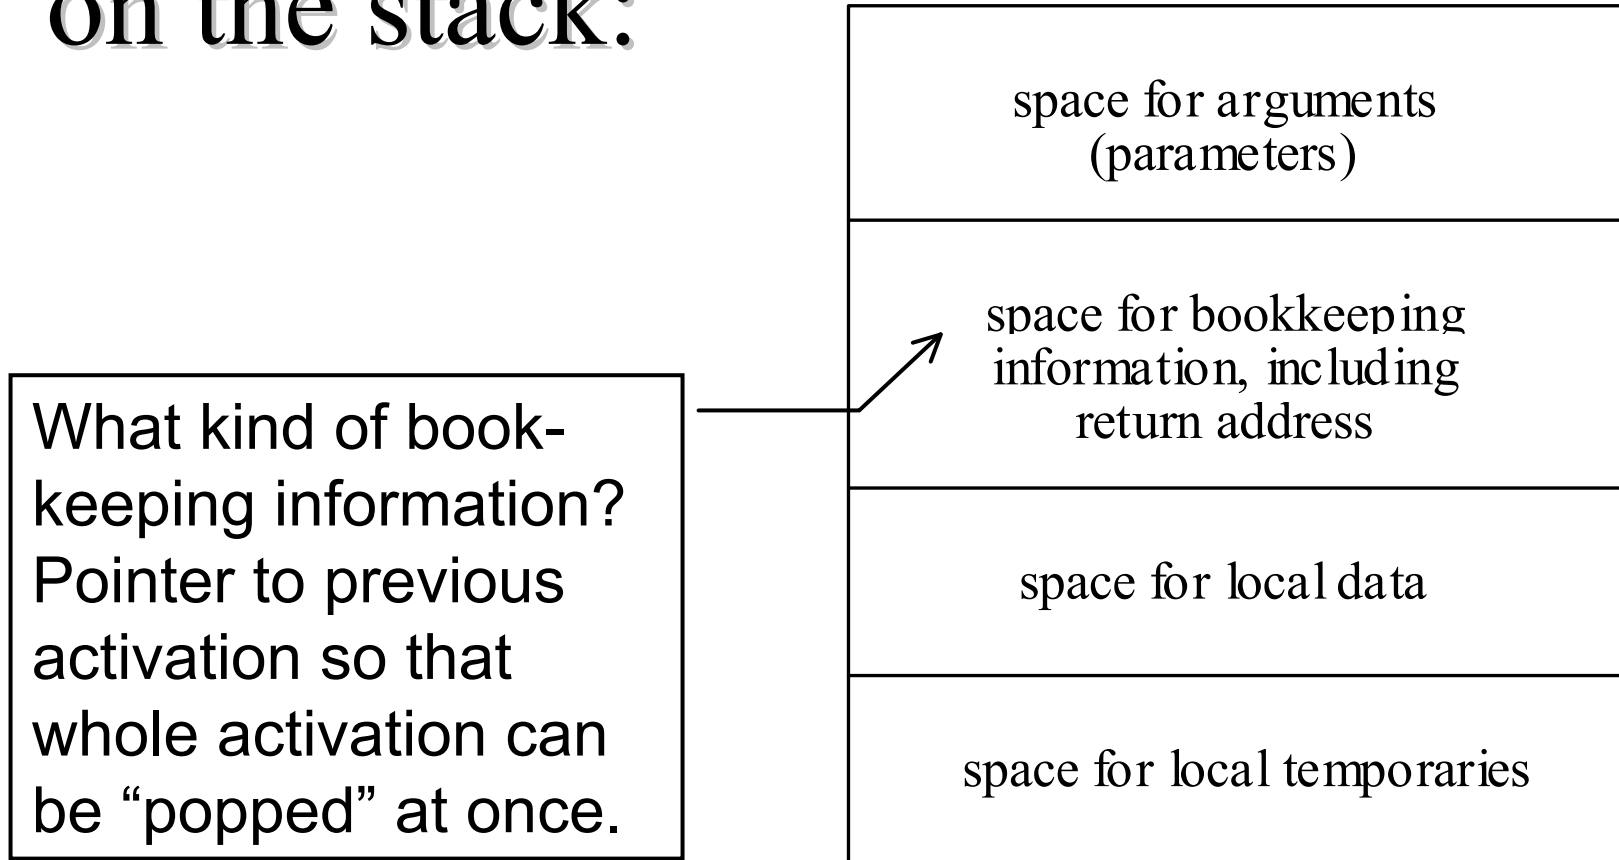 on the stack:
space for arguments
(parameters)
space for bookkeeping
information, including
return address
What kind of book-
keeping information?
Pointer to previous
activation so that
whole activation can
be “popped” at once.
space for local data
space for local temporaries